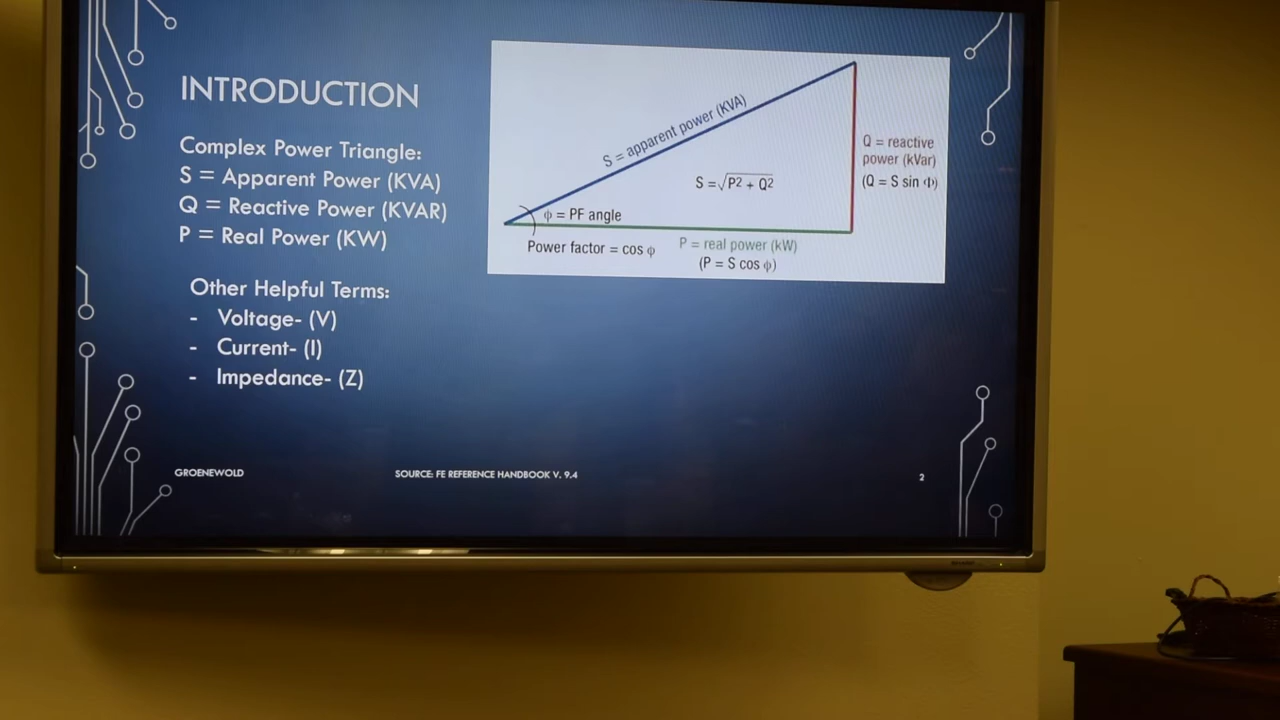 INTRODUCTION
Complex Power Triangle:
S = Apparent Power (KVA)
Q = Reactive Power (KVAR)
P = Real Power (KW)
Other Helpful Terms:
- Voltage- (V)
- Current- (I)
- Impedance- (Z)
S = apparent power (KVA)
Q = reactive
power (kVar)
(Q = S sin Φ)
S =√P2 + Q2
ϕ = PF angle
Power factor = cos ϕ
P = real power (kW)
(P = S cos ϕ)
GROENEWOLD
SOURCE: FE REFERENCE HANDBOOK V. 9.4
2